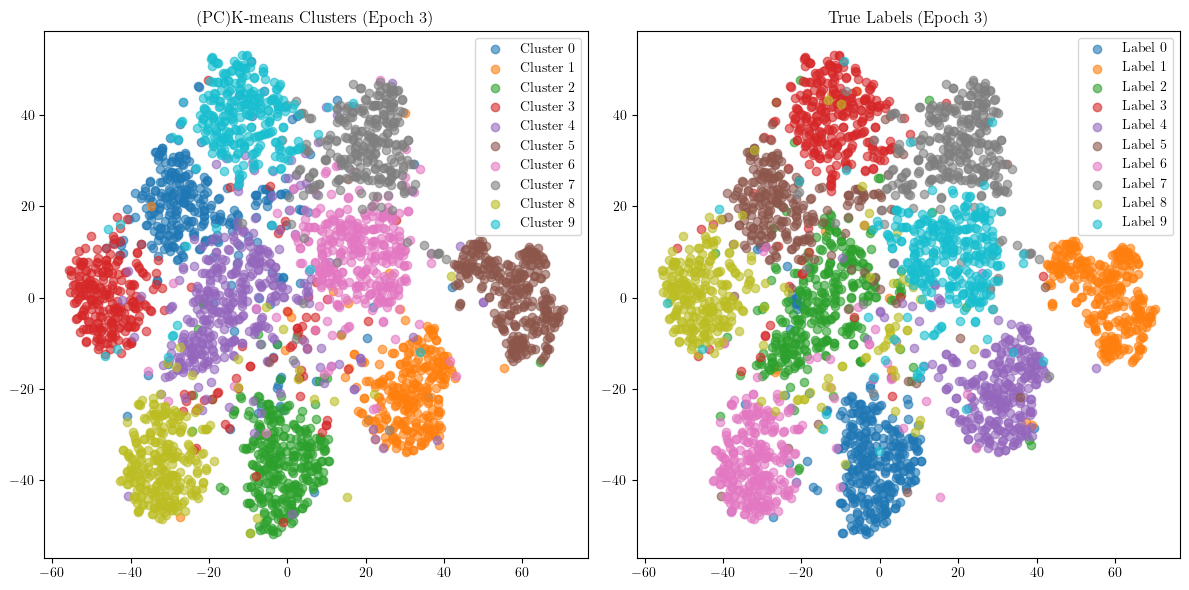 (PC)K-means Clusters (Epoch 3)
Cluster 0
Cluster 1
Cluster 2
Cluster 3
Cluster 4
Cluster 5
Cluster 6
Cluster 7
Cluster 8
Cluster 9
40
20
0
−20
−40
−60
−40
−20
0
20
40
60
True Labels (Epoch 3)
Label 0
Label 1
Label 2
Label 3
Label 4
Label 5
Label 6
Label 7
Label 8
Label 9
40
20
0
−20
−40
−60
−40
−20
0
20
40
60